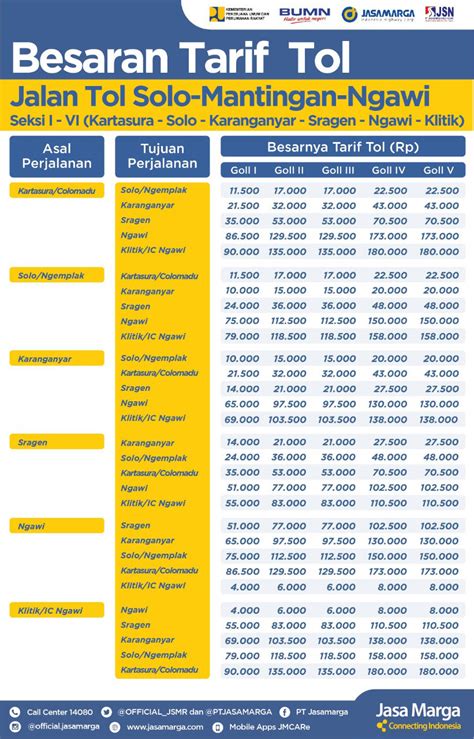 KEMENTERIAN
PEKERJAAN UMUM DAN
PERUMAHAN RAKYAT
BUMN
Hadir untuk negeri
JASAMARGA
Indonesia Highway Corp
JSN
Besaran Tarif Tol
Jalan Tol Solo-Mantingan-Ngawi
Seksi I - VI (Kartasura - Solo - Karanganyar - Sragen - Ngawi - Klitik)
Asal Perjalanan
Tujuan Perjalanan
Besarnya Tarif Tol (Rp)
Goll I Goll II Goll III Goll IV Goll V
Kartasura/Colomadu Solo/Ngemplak 11.500 17.000 17.000 22.500 22.500
Karanganyar 21.500 32.000 32.000 43.000 43.000
Sragen 35.000 53.000 53.000 70.500 70.500
Ngawi 86.500 129.500 129.500 173.000 173.000
Klitik/IC Ngawi 90.000 135.000 135.000 180.000 180.000
Solo/Ngemplak Kartasura/Colomadu 11.500 17.000 17.000 22.500 22.500
Karanganyar 10.000 15.000 15.000 20.000 20.000
Sragen 24.000 36.000 36.000 48.000 48.000
Ngawi 75.000 112.500 112.500 150.000 150.000
Klitik/IC Ngawi 79.000 118.500 118.500 158.000 158.000
Karanganyar Solo/Ngemplak 10.000 15.000 15.000 20.000 20.000
Kartasura/Colomadu 21.500 32.000 32.000 43.000 43.000
Sragen 14.000 21.000 21.000 27.500 27.500
Ngawi 65.000 97.500 97.500 130.000 130.000
Klitik/IC Ngawi 69.000 103.500 103.500 138.000 138.000
Sragen Karanganyar 14.000 21.000 21.000 27.500 27.500
Solo/Ngemplak 24.000 36.000 36.000 48.000 48.000
Kartasura/Colomadu 35.000 53.000 53.000 70.500 70.500
Ngawi 51.000 77.000 77.000 102.500 102.500
Klitik/IC Ngawi 55.000 83.000 83.000 110.500 110.500
Ngawi Sragen 51.000 77.000 77.000 102.500 102.500
Karanganyar 65.000 97.500 97.500 130.500 130.000
Solo/Ngemplak 75.000 112.500 112.500 150.000 150.000
Kartasura/Colomadu 86.500 129.500 129.500 173.500 173.000
Klitik/IC Ngawi 4.000 6.000 6.000 8.000 8.000
Klitik/IC Ngawi Ngawi 4.000 6.000 6.000 8.000 8.000
Sragen 55.000 83.000 83.000 110.500 110.500
Karanganyar 69.000 103.500 103.500 138.000 138.000
Solo/Ngemplak 79.000 118.500 118.500 158.000 158.000
Kartasura/Colomadu 90.000 135.000 135.000 180.000 180.000
Call Center 14080 @OFFICIAL_JSMR dan @PTJASAMARGA PT Jasamarga
@official.jasamarga www.jasamarga.com Mobile Apps JMCARe
Jasa Marga
Connecting Indonesia